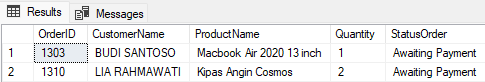 Results Messages
OrderID CustomerName ProductName Quantity StatusOrder
1 1303 BUDI SANTOSO Macbook Air 2020 13 inch 1 Awaiting Payment
2 1310 LIA RAHMAWATI Kipas Angin Cosmos 2 Awaiting Payment